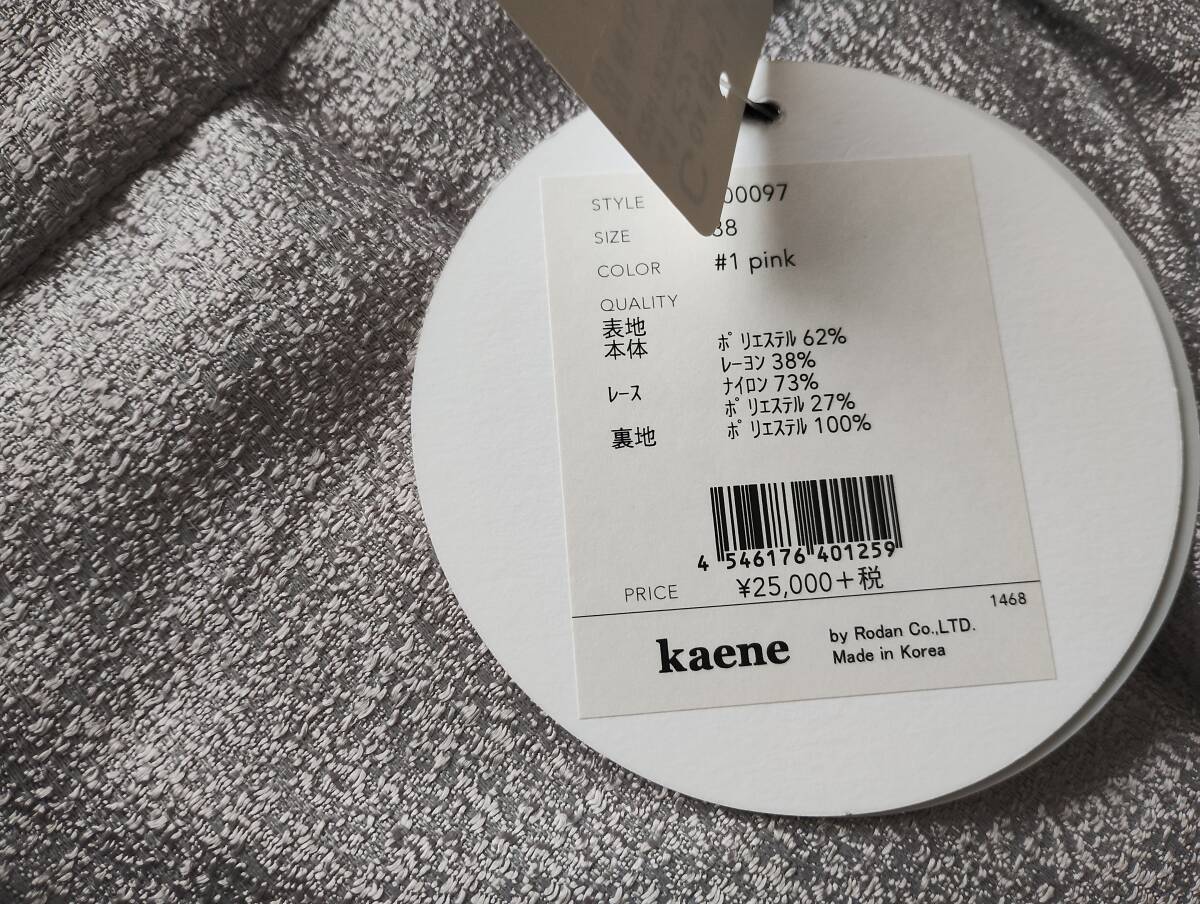 STYLE 00097
SIZE 38
COLOR #1 pink
QUALITY
表地
本体 ﾎﾟﾘｴｽﾃﾙ 62%
ﾚｰﾖﾝ 38%
ﾚｰｽ ﾅｲﾛﾝ 73%
ﾎﾟﾘｴｽﾃﾙ 27%
裏地 ﾎﾟﾘｴｽﾃﾙ 100%
4 546176 401259
PRICE ¥25,000+税
1468
kaene by Rodan Co.,LTD.
Made in Korea